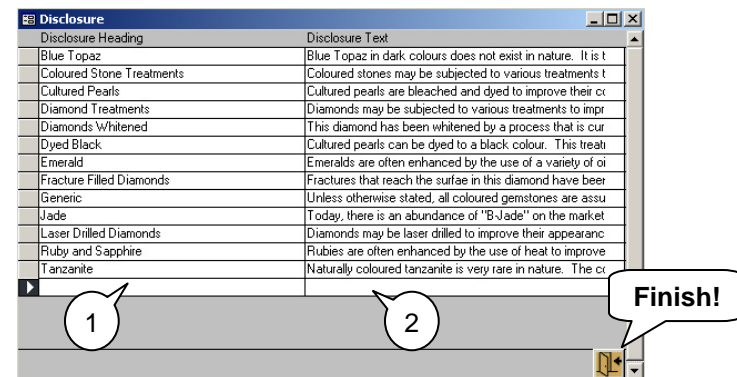 Disclosure
Disclosure Heading Disclosure Text
Blue Topaz Blue Topaz in dark colours does not exist in nature. It is t
Coloured Stone Treatments Coloured stones may be subjected to various treatments t
Cultured Pearls Cultured pearls are bleached and dyed to improve their co
Diamond Treatments Diamonds may be subjected to various treatments to impr
Diamonds Whitened This diamond has been whitened by a process that is cur
Dyed Black Cultured pearls can be dyed to a black colour. This treat
Emerald Emeralds are often enhanced by the use of a variety of oi
Fracture Filled Diamonds Fractures that reach the surfae in this diamond have beer
Generic Unless otherwise stated, all coloured gemstones are assu
Jade Today, there is an abundance of "B-Jade" on the market
Laser Drilled Diamonds Diamonds may be laser drilled to improve their appearanc
Ruby and Sapphire Rubies are often enhanced by the use of heat to improve
Tanzanite Naturally coloured tanzanite is very rare in nature. The co
Finish!
1 2